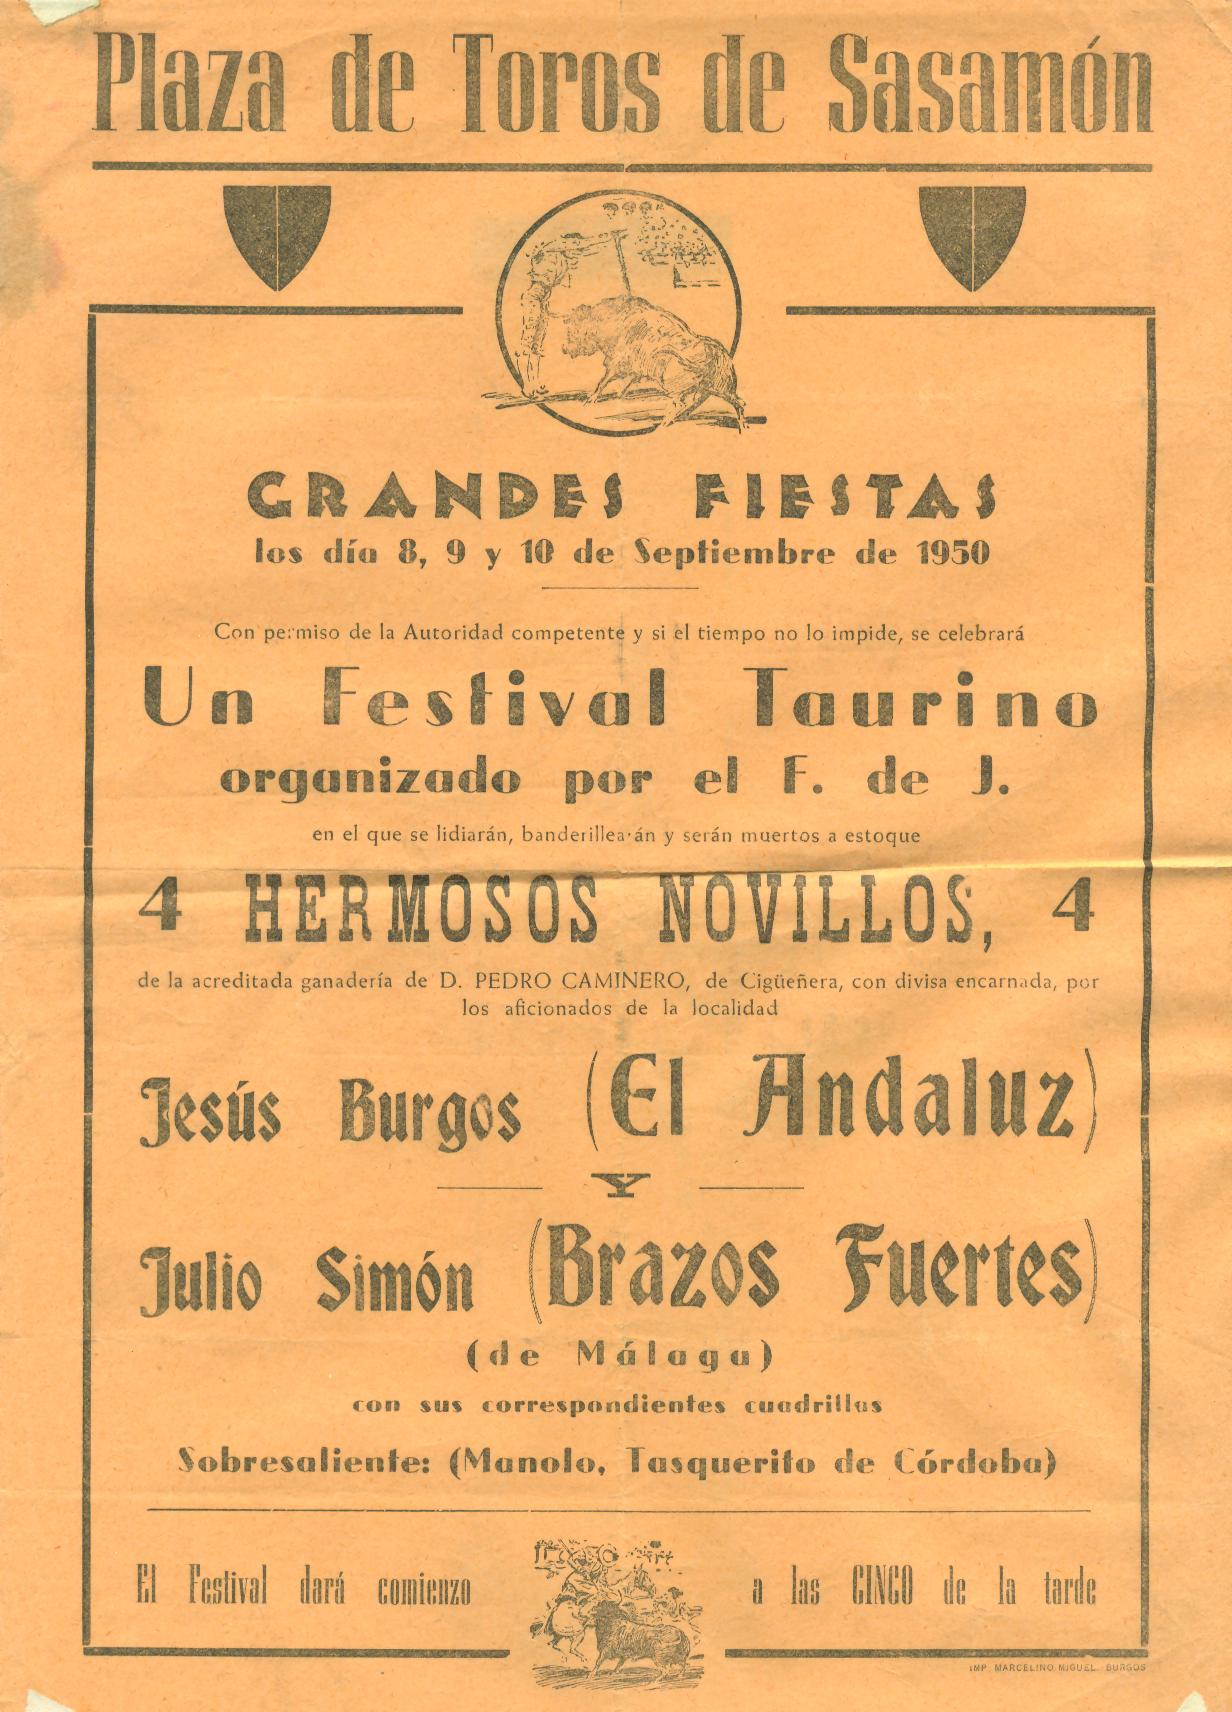 Plaza de Toros de Sasamón
GRANDES FIESTAS
los día 8, 9 y 10 de Septiembre de 1950
Con permiso de la Autoridad competente y si el tiempo no lo impide, se celebrará
Un Festival Taurino
organizado por el F. de J.
en el que se lidiarán, banderillea·án y serán muertos a estoque
4 HERMOSOS NOVILLOS, 4
de la acreditada ganadería de D. PEDRO CAMINERO, de Cigüeñera, con divisa encarnada, por
los aficionados de la localidad
Jesús Burgos (El Andaluz)
Y
Julio Simón (Brazos Fuertes)
(de Málaga)
con sus correspondientes cuadrillas
Sobresaliente: (Manolo, Tasquerito de Córdoba)
El Festival dará comienzo a las CINCO de la tarde
IMP. MARCELINO MIGUEL. BURGOS